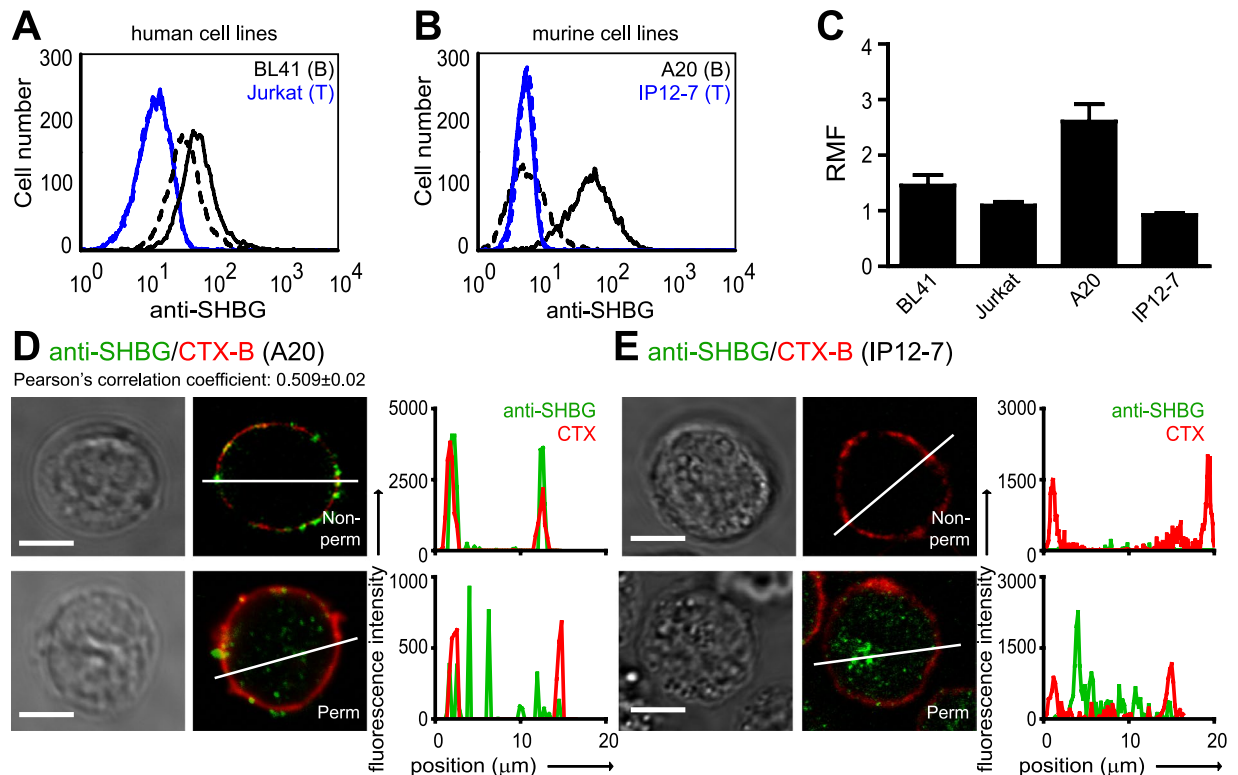 A
human cell lines
300
200
100
0
Cell number
BL41 (B)
Jurkat (T)
10^0 10^1 10^2 10^3 10^4
anti-SHBG
B
murine cell lines
300
200
100
0
Cell number
A20 (B)
IP12-7 (T)
10^0 10^1 10^2 10^3 10^4
anti-SHBG
C
4
3
2
1
0
RMF
BL41
Jurkat
A20
IP12-7
D anti-SHBG/CTX-B (A20)
Pearson's correlation coefficient: 0.509±0.02
Non-
perm
5000
2500
0
anti-SHBG
CTX
Perm
1000
500
0
fluorescence intensity
0 10 20
position (μm)
E anti-SHBG/CTX-B (IP12-7)
Non-
perm
3000
1500
0
anti-SHBG
CTX
Perm
3000
1500
0
fluorescence intensity
0 10 20
position (μm)